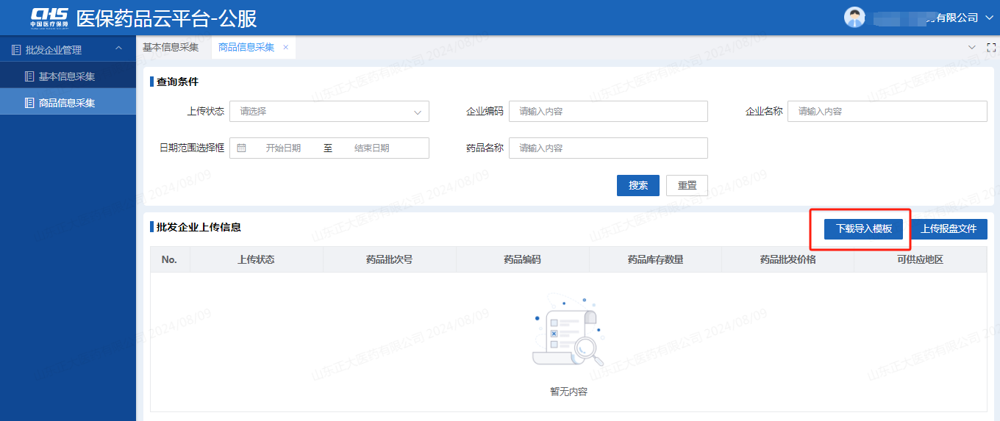 CHS
中国医疗保障
医保药品云平台-公服
有限公司
批发企业管理
基本信息采集
商品信息采集
基本信息采集 商品信息采集 ×
查询条件
上传状态 请选择 企业编码 请输入内容 企业名称 请输入内容
日期范围选择框 开始日期 至 结束日期 药品名称 请输入内容
搜索 重置
批发企业上传信息 下载导入模板 上传报盘文件
No. 上传状态 药品批次号 药品编码 药品库存数量 药品批发价格 可供应地区
暂无内容
山东正大医药有限公司 2024/08/09